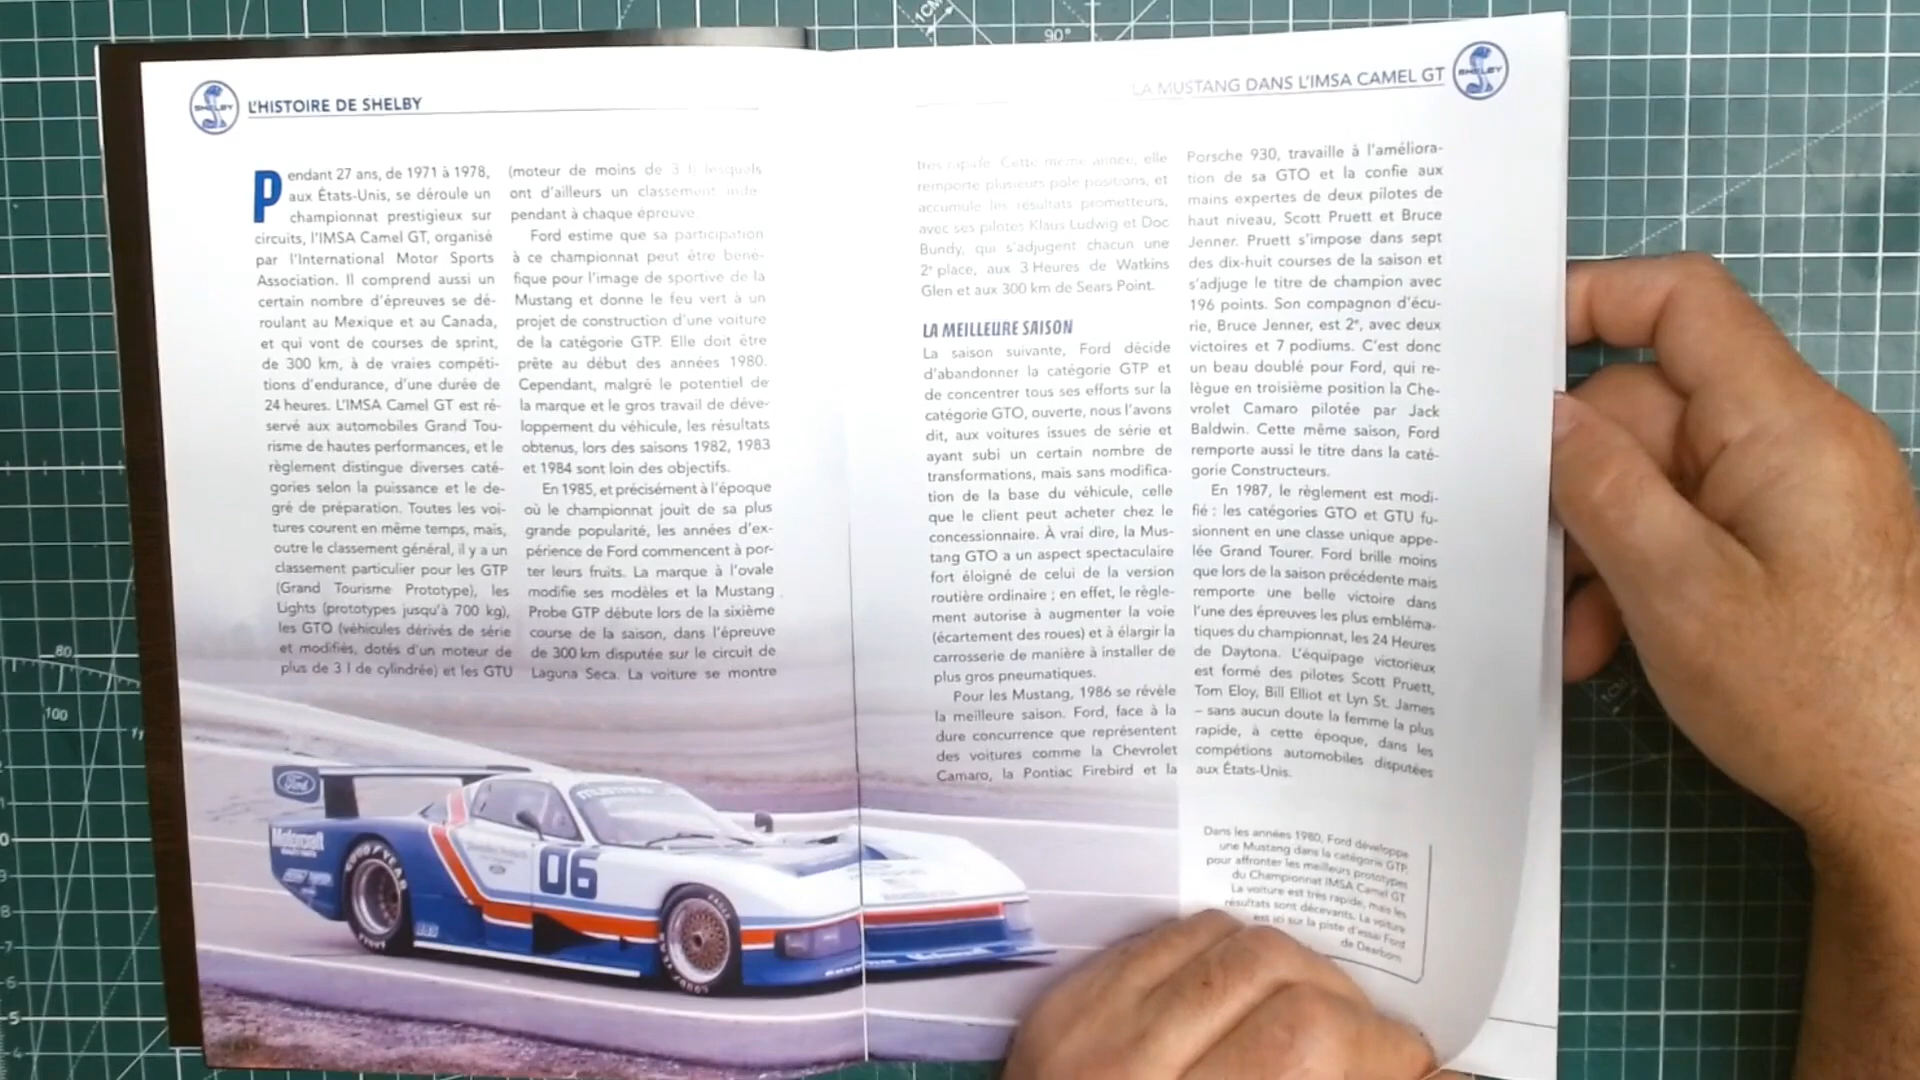 L'HISTOIRE DE SHELBY
Pendant 27 ans, de 1971 à 1978,
aux États-Unis, se déroule un
championnat prestigieux sur
circuits, l'IMSA Camel GT, organisé
par l'International Motor Sports
Association. Il comprend aussi un
certain nombre d'épreuves se dé-
roulant au Mexique et au Canada,
et qui vont de courses de sprint,
de 300 km, à de vraies compéti-
tions d'endurance, d'une durée de
24 heures. L'IMSA Camel GT est ré-
servé aux automobiles Grand Tou-
risme de hautes performances, et le
règlement distingue diverses caté-
gories selon la puissance et le de-
gré de préparation. Toutes les voi-
tures courent en même temps, mais,
outre le classement général, il y a un
classement particulier pour les GTP
(Grand Tourisme Prototype), les
Lights (prototypes jusqu'à 700 kg),
les GTO (véhicules dérivés de série
et modifiés, dotés d'un moteur de
plus de 3 l de cylindrée) et les GTU
(moteur de moins de 3 l) lesquels
ont d'ailleurs un classement indé-
pendant à chaque épreuve.
Ford estime que sa participation
à ce championnat peut être béné-
fique pour l'image de sportive de la
Mustang et donne le feu vert à un
projet de construction d'une voiture
de la catégorie GTP. Elle doit être
prête au début des années 1980.
Cependant, malgré le potentiel de
la marque et le gros travail de déve-
loppement du véhicule, les résultats
obtenus, lors des saisons 1982, 1983
et 1984 sont loin des objectifs.
En 1985, et précisément à l'époque
où le championnat jouit de sa plus
grande popularité, les années d'ex-
périence de Ford commencent à por-
ter leurs fruits. La marque à l'ovale
modifie ses modèles et la Mustang
Probe GTP débute lors de la sixième
course de la saison, dans l'épreuve
de 300 km disputée sur le circuit de
Laguna Seca. La voiture se montre
LA MUSTANG DANS L'IMSA CAMEL GT
SHELBY
très rapide. Cette même année, elle
remporte plusieurs pole positions, et
accumule les résultats prometteurs,
avec ses pilotes Klaus Ludwig et Doc
Bundy, qui s'adjugent chacun une
2e place, aux 3 Heures de Watkins
Glen et aux 300 km de Sears Point.
LA MEILLEURE SAISON
La saison suivante, Ford décide
d'abandonner la catégorie GTP et
de concentrer tous ses efforts sur la
catégorie GTO, ouverte, nous l'avons
dit, aux voitures issues de série et
ayant subi un certain nombre de
transformations, mais sans modifica-
tion de la base du véhicule, celle
que le client peut acheter chez le
concessionnaire. À vrai dire, la Mus-
tang GTO a un aspect spectaculaire
fort éloigné de celui de la version
routière ordinaire ; en effet, le règle-
ment autorise à augmenter la voie
(écartement des roues) et à élargir la
carrosserie de manière à installer de
plus gros pneumatiques.
Pour les Mustang, 1986 se révèle
la meilleure saison. Ford, face à la
dure concurrence que représentent
des voitures comme la Chevrolet
Camaro, la Pontiac Firebird et la
Porsche 930, travaille à l'améliora-
tion de sa GTO et la confie aux
mains expertes de deux pilotes de
haut niveau, Scott Pruett et Bruce
Jenner. Pruett s'impose dans sept
des dix-huit courses de la saison et
s'adjuge le titre de champion avec
196 points. Son compagnon d'écu-
rie, Bruce Jenner, est 2e, avec deux
victoires et 7 podiums. C'est donc
un beau doublé pour Ford, qui re-
lègue en troisième position la Che-
vrolet Camaro pilotée par Jack
Baldwin. Cette même saison, Ford
remporte aussi le titre dans la caté-
gorie Constructeurs.
En 1987, le règlement est modi-
fié : les catégories GTO et GTU fu-
sionnent en une classe unique appe-
lée Grand Tourer. Ford brille moins
que lors de la saison précédente mais
remporte une belle victoire dans
l'une des épreuves les plus embléma-
tiques du championnat, les 24 Heures
de Daytona. L'équipage victorieux
est formé des pilotes Scott Pruett,
Tom Eloy, Bill Elliot et Lyn St. James
– sans aucun doute la femme la plus
rapide, à cette époque, dans les
compétions automobiles disputées
aux États-Unis.
Dans les années 1980, Ford développe
une Mustang dans la catégorie GTP,
pour affronter les meilleurs prototypes
du Championnat IMSA Camel GT.
La voiture est très rapide, mais les
résultats sont décevants. La voiture
est ici sur la piste d'essai Ford
de Dearborn.
Ford
Motorcraft
GOOD YEAR
MUSTANG
06
BBS
90°
1CM
80
100